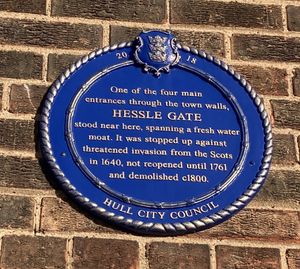 20 18
One of the four main
entrances through the town walls,
HESSLE GATE
stood near here, spanning a fresh water
moat. It was stopped up against
threatened invasion from the Scots
in 1640, not reopened until 1761
and demolished c1800.
HULL CITY COUNCIL